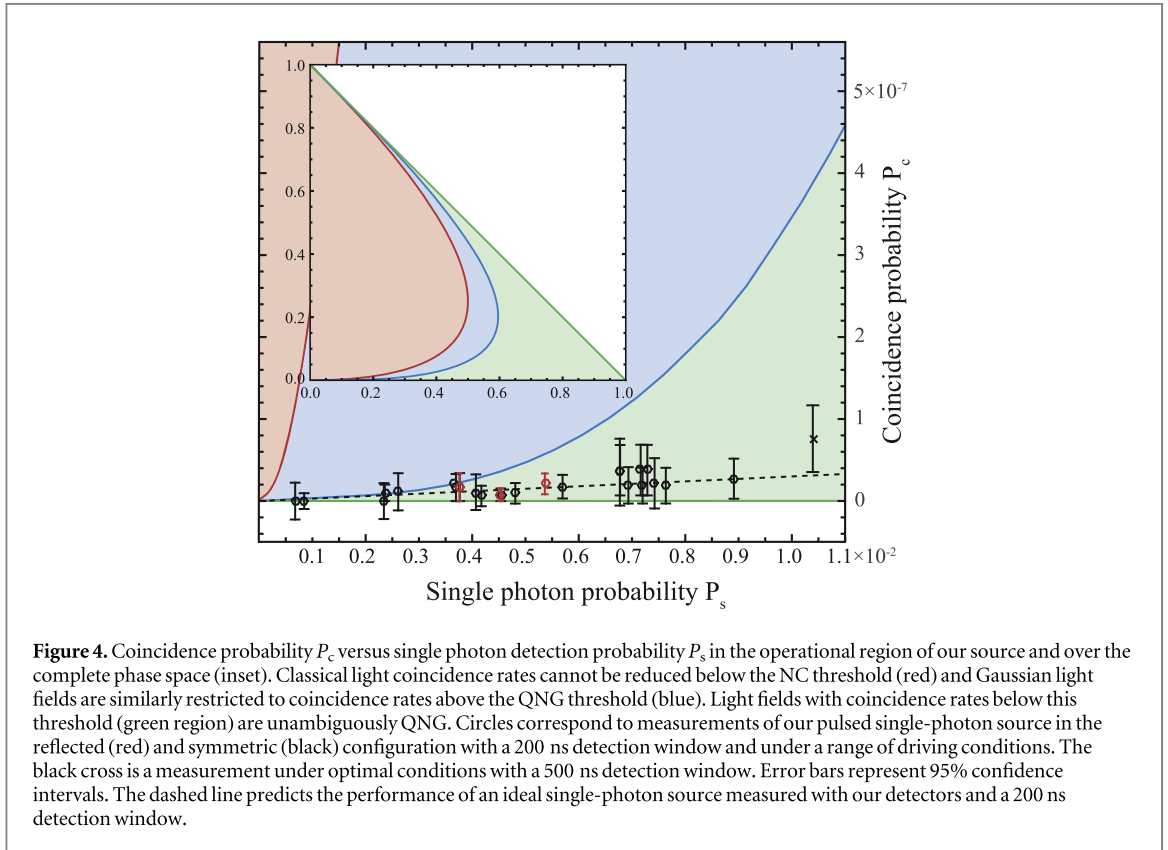 5×10⁻⁷
4
3
2
1
0
Coincidence probability Pc
1.0
0.8
0.6
0.4
0.2
0.0
0.0 0.2 0.4 0.6 0.8 1.0
0.1 0.2 0.3 0.4 0.5 0.6 0.7 0.8 0.9 1.0 1.1×10⁻²
Single photon probability Ps
Figure 4. Coincidence probability Pc versus single photon detection probability Ps in the operational region of our source and over the
complete phase space (inset). Classical light coincidence rates cannot be reduced below the NC threshold (red) and Gaussian light
fields are similarly restricted to coincidence rates above the QNG threshold (blue). Light fields with coincidence rates below this
threshold (green region) are unambiguously QNG. Circles correspond to measurements of our pulsed single-photon source in the
reflected (red) and symmetric (black) configuration with a 200 ns detection window and under a range of driving conditions. The
black cross is a measurement under optimal conditions with a 500 ns detection window. Error bars represent 95% confidence
intervals. The dashed line predicts the performance of an ideal single-photon source measured with our detectors and a 200 ns
detection window.